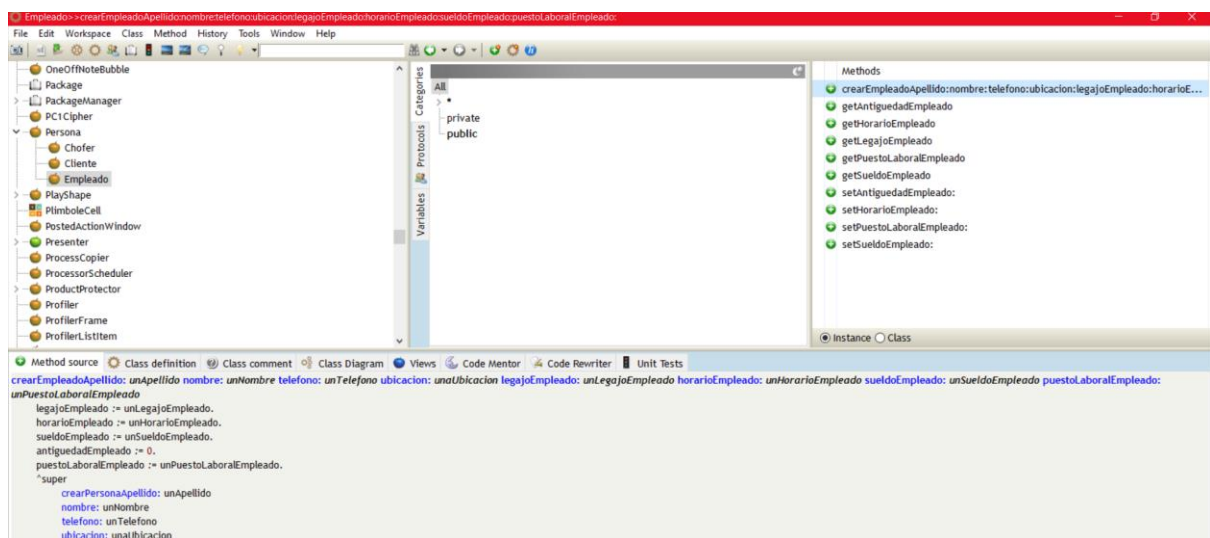 Empleado>>crearEmpleadoApellido:nombre:telefono:ubicacion:legajoEmpleado:horarioEmpleado:sueldoEmpleado:puestoLaboralEmpleado:
File Edit Workspace Class Method History Tools Window Help
OneOffNoteBubble
Package
PackageManager
PC1Cipher
Persona
Chofer
Cliente
Empleado
PlayShape
PlimboleCell
PostedActionWindow
Presenter
ProcessCopier
ProcessorScheduler
ProductProtector
Profiler
ProfilerFrame
ProfilerListItem
Categories
Protocols
Variables
All
*
private
public
Methods
crearEmpleadoApellido:nombre:telefono:ubicacion:legajoEmpleado:horarioE...
getAntiguedadEmpleado
getHorarioEmpleado
getLegajoEmpleado
getPuestoLaboralEmpleado
getSueldoEmpleado
setAntiguedadEmpleado:
setHorarioEmpleado:
setPuestoLaboralEmpleado:
setSueldoEmpleado:
Instance Class
Method source Class definition Class comment Class Diagram Views Code Mentor Code Rewriter Unit Tests
crearEmpleadoApellido: unApellido nombre: unNombre telefono: unTelefono ubicacion: unaUbicacion legajoEmpleado: unLegajoEmpleado horarioEmpleado: unHorarioEmpleado sueldoEmpleado: unSueldoEmpleado puestoLaboralEmpleado:
unPuestoLaboralEmpleado
legajoEmpleado := unLegajoEmpleado.
horarioEmpleado := unHorarioEmpleado.
sueldoEmpleado := unSueldoEmpleado.
antiguedadEmpleado := 0.
puestoLaboralEmpleado := unPuestoLaboralEmpleado.
^super
crearPersonaApellido: unApellido
nombre: unNombre
telefono: unTelefono
ubicacion: unaUbicacion